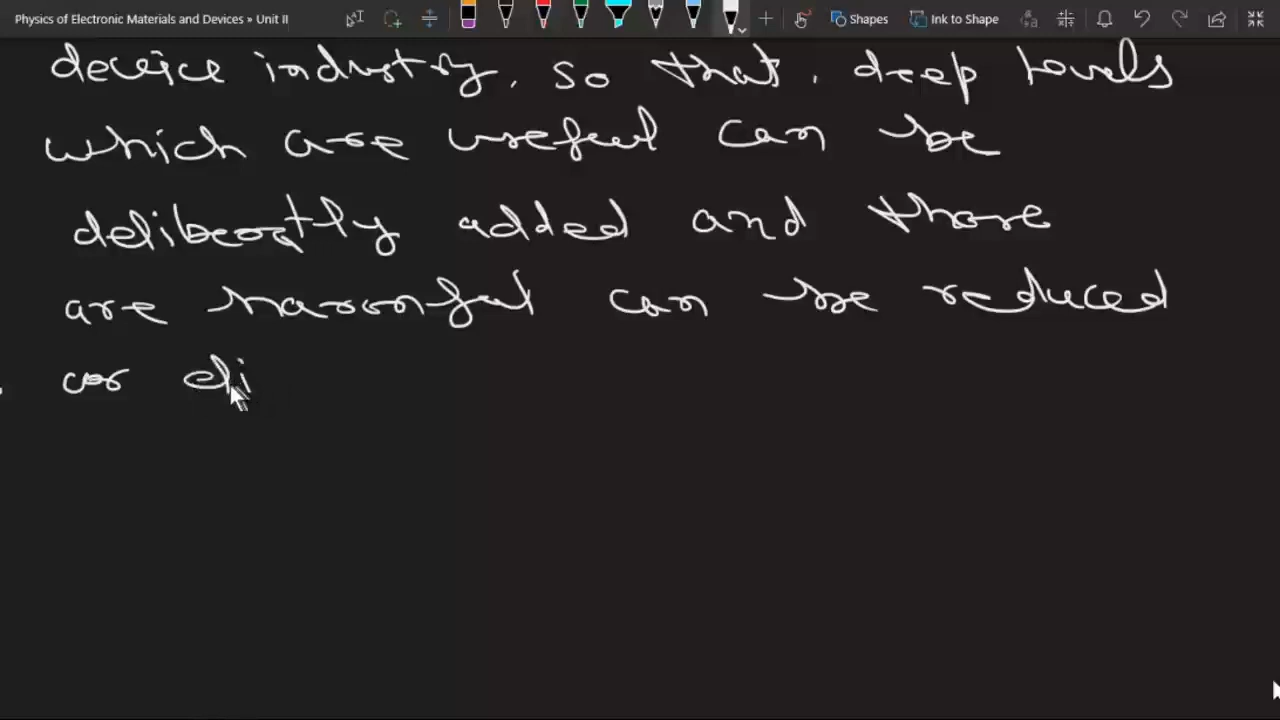 Physics of Electronic Materials and Devices » Unit II
Shapes
Ink to Shape
device industry, so that, deep levels
which are useful can be
deliberatly added and those
are harmful can be reduced
or eli